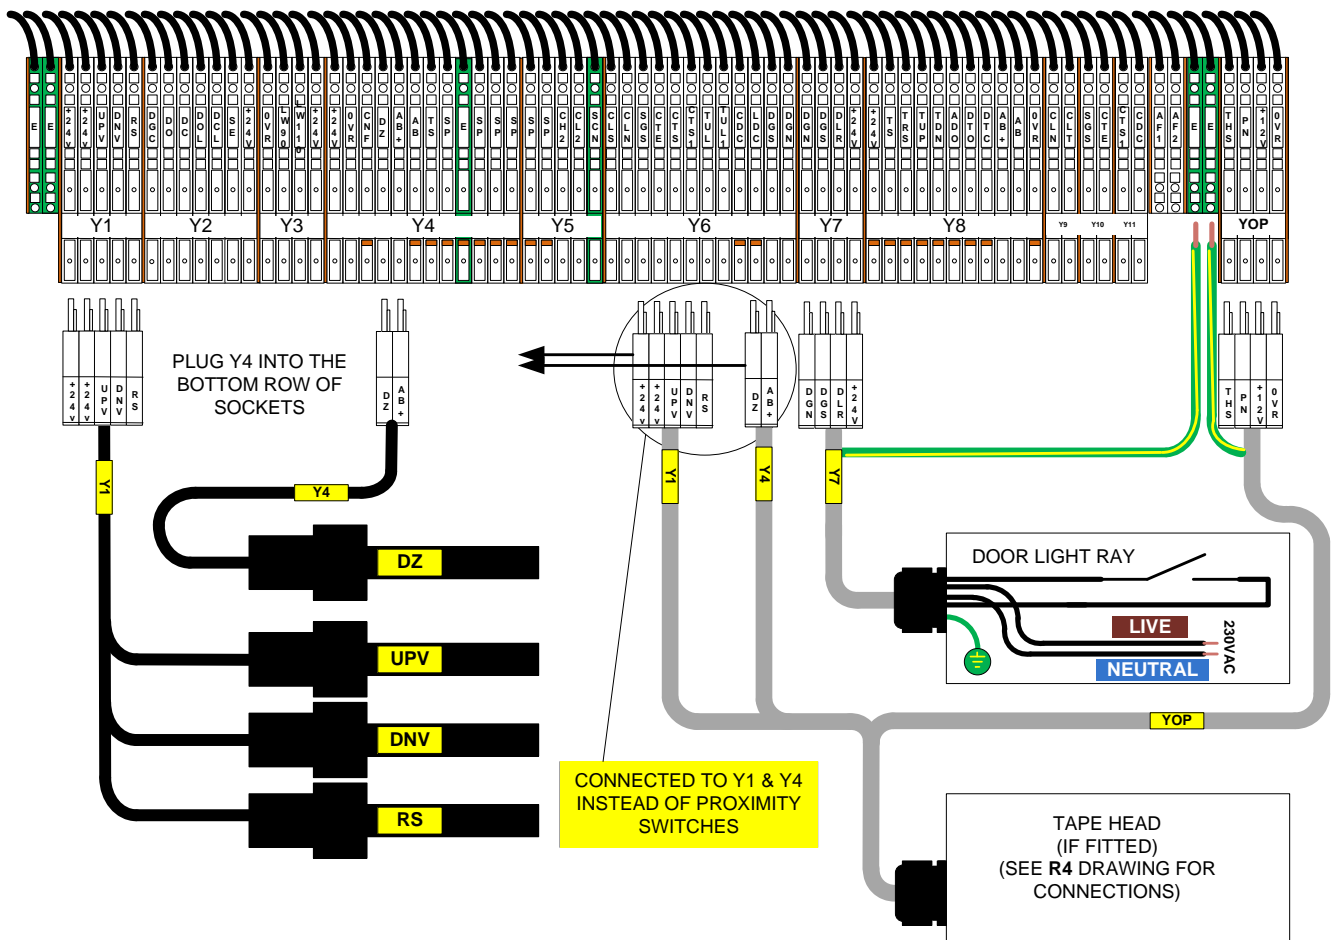 E E +24v +24v UPV DNV RS DGC DO DC DOL DCL SE +24V 0VR LW90 LW110 +24V +24V 0VR CNF DZ AB+ AB TS SP E SP SP SP SP SP CH2 CL2 SCN CLS CLN SGS CTE CTS CTS1 TUL TUL1 CDC LDC DGS DGN DGN DGS DLR +24V +24V TS TRS TUP TDN ADO DTO DTC AB+ AB 0VR CLN CLT SGS CTE CTS1 CDC AF1 AF2 E E THS PN +12V 0VR
Y1 Y2 Y3 Y4 Y5 Y6 Y7 Y8 Y9 Y10 Y11 YOP
+24v +24v UPV DNV RS
PLUG Y4 INTO THE
BOTTOM ROW OF
SOCKETS
DZ AB+
+24v +24v UPV DNV RS
DZ AB+
DGN DGS DLR +24V
THS PN +12V 0VR
Y1
Y4
Y1
Y4
Y7
DZ
UPV
DNV
RS
DOOR LIGHT RAY
LIVE
NEUTRAL
230VAC
YOP
CONNECTED TO Y1 & Y4
INSTEAD OF PROXIMITY
SWITCHES
TAPE HEAD
(IF FITTED)
(SEE R4 DRAWING FOR
CONNECTIONS)